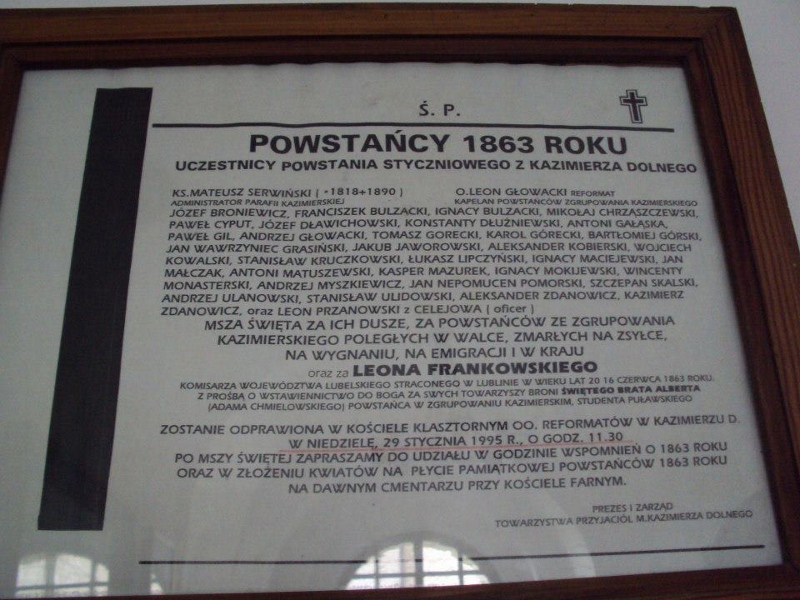 Ś. P.
POWSTAŃCY 1863 ROKU
UCZESTNICY POWSTANIA STYCZNIOWEGO Z KAZIMIERZA DOLNEGO
KS.MATEUSZ SERWIŃSKI ( *1818+1890 )
ADMINISTRATOR PARAFII KAZIMIERSKIEJ
O.LEON GŁOWACKI REFORMAT
KAPELAN POWSTAŃCÓW ZGRUPOWANIA KAZIMIERSKIEGO
JÓZEF BRONIEWICZ, FRANCISZEK BULZACKI, IGNACY BULZACKI, MIKOŁAJ CHRZĄSZCZEWSKI,
PAWEŁ CYPUT, JÓZEF DŁAWICHOWSKI, KONSTANTY DŁUŻNIEWSKI, ANTONI GAŁĄSKA,
PAWEŁ GIL, ANDRZEJ GŁOWACKI, TOMASZ GORECKI, KAROL GÓRECKI, BARTŁOMIEJ GÓRSKI,
JAN WAWRZYNIEC GRASIŃSKI, JAKUB JAWOROWSKI, ALEKSANDER KOBIERSKI, WOJCIECH
KOWALSKI, STANISŁAW KRUCZKOWSKI, ŁUKASZ LIPCZYŃSKI, IGNACY MACIEJEWSKI, JAN
MAŁCZAK, ANTONI MATUSZEWSKI, KASPER MAZUREK, IGNACY MOKIJEWSKI, WINCENTY
MONASTERSKI, ANDRZEJ MYSZKIEWICZ, JAN NEPOMUCEN POMORSKI, SZCZEPAN SKALSKI,
ANDRZEJ ULANOWSKI, STANISŁAW ULIDOWSKI, ALEKSANDER ZDANOWICZ, KAZIMIERZ
ZDANOWICZ, oraz LEON PRZANOWSKI z CELEJOWA ( oficer )
MSZA ŚWIĘTA ZA ICH DUSZE, ZA POWSTAŃCÓW ZE ZGRUPOWANIA
KAZIMIERSKIEGO POLEGŁYCH W WALCE, ZMARŁYCH NA ZSYŁCE,
NA WYGNANIU, NA EMIGRACJI I W KRAJU
oraz za LEONA FRANKOWSKIEGO
KOMISARZA WOJEWÓDZTWA LUBELSKIEGO STRACONEGO W LUBLINIE W WIEKU LAT 20 16 CZERWCA 1863 ROKU.
Z PROŚBĄ O WSTAWIENNICTWO DO BOGA ZA SWYCH TOWARZYSZY BRONI ŚWIĘTEGO BRATA ALBERTA
(ADAMA CHMIELOWSKIEGO) POWSTAŃCA W ZGRUPOWANIU KAZIMIERSKIM, STUDENTA PUŁAWSKIEGO
ZOSTANIE ODPRAWIONA W KOŚCIELE KLASZTORNYM OO. REFORMATÓW W KAZIMIERZU D.
W NIEDZIELĘ, 29 STYCZNIA 1995 R., O GODZ. 11.30
PO MSZY ŚWIĘTEJ ZAPRASZAMY DO UDZIAŁU W GODZINIE WSPOMNIEŃ O 1863 ROKU
ORAZ W ZŁOŻENIU KWIATÓW NA PŁYCIE PAMIĄTKOWEJ POWSTAŃCÓW 1863 ROKU
NA DAWNYM CMENTARZU PRZY KOŚCIELE FARNYM.
PREZES I ZARZĄD
TOWARZYSTWA PRZYJACIÓŁ M.KAZIMIERZA DOLNEGO